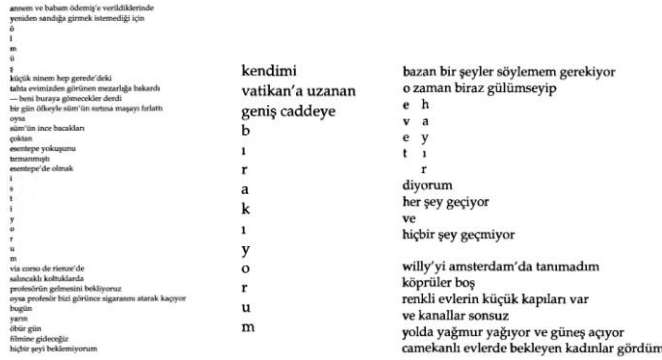 annem ve babam ödemiş'e verildiklerinde
yeniden sandığa girmek istemediği için
ö
l
m
ü
ş
küçük ninem hep gerede'deki
tahta evimizden görünen mezarlığa bakardı
— beni buraya gömecekler derdi
bir gün öfkeyle süm'ün sırtına maşayı fırlattı
oysa
süm'ün ince bacakları
çoktan
esentepe yokuşunu
tırmanmıştı
esentepe'de olmak
i
s
t
i
y
o
r
u
m
via corso de rienze'de
salıncaklı koltuklarda
profesörün gelmesini bekliyoruz
oysa profesör bizi görünce sigarasını atarak kaçıyor
bugün
yarın
öbür gün
filmine gideceğiz
hiçbir şeyi beklemiyorum
kendimi
vatikan'a uzanan
geniş caddeye
b
ı
r
a
k
ı
y
o
r
u
m
bazan bir şeyler söylemem gerekiyor
o zaman biraz gülümseyip
e h
v a
e y
t ı
r
diyorum
her şey geçiyor
ve
hiçbir şey geçmiyor
willy'yi amsterdam'da tanımadım
köprüler boş
renkli evlerin küçük kapıları var
ve kanallar sonsuz
yolda yağmur yağıyor ve güneş açıyor
camekanlı evlerde bekleyen kadınlar gördüm